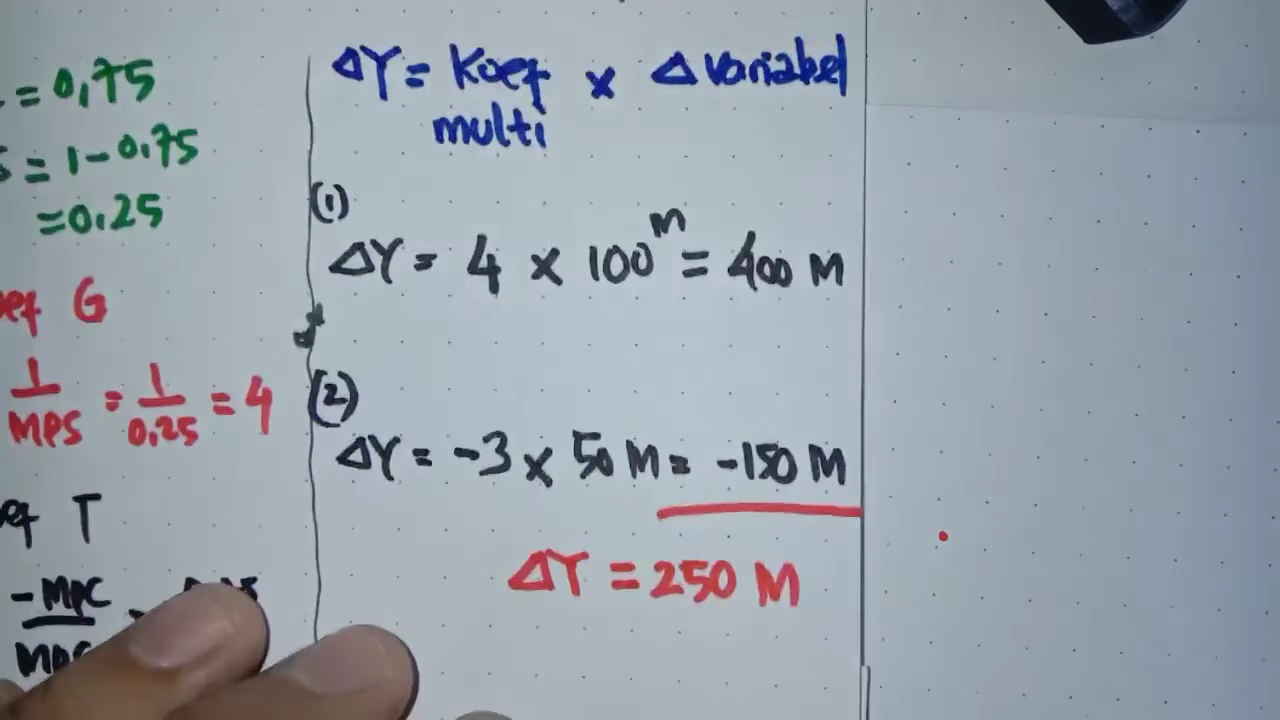 = 0,75
= 1 - 0.75
= 0.25
G
1/MPS = 1/0.25 = 4
T
-MPC
ΔY = Koef multi x Δ variabel
(1)
ΔY = 4 x 100 M = 400 M
(2)
ΔY = -3 x 50 M = -150 M
ΔY = 250 M